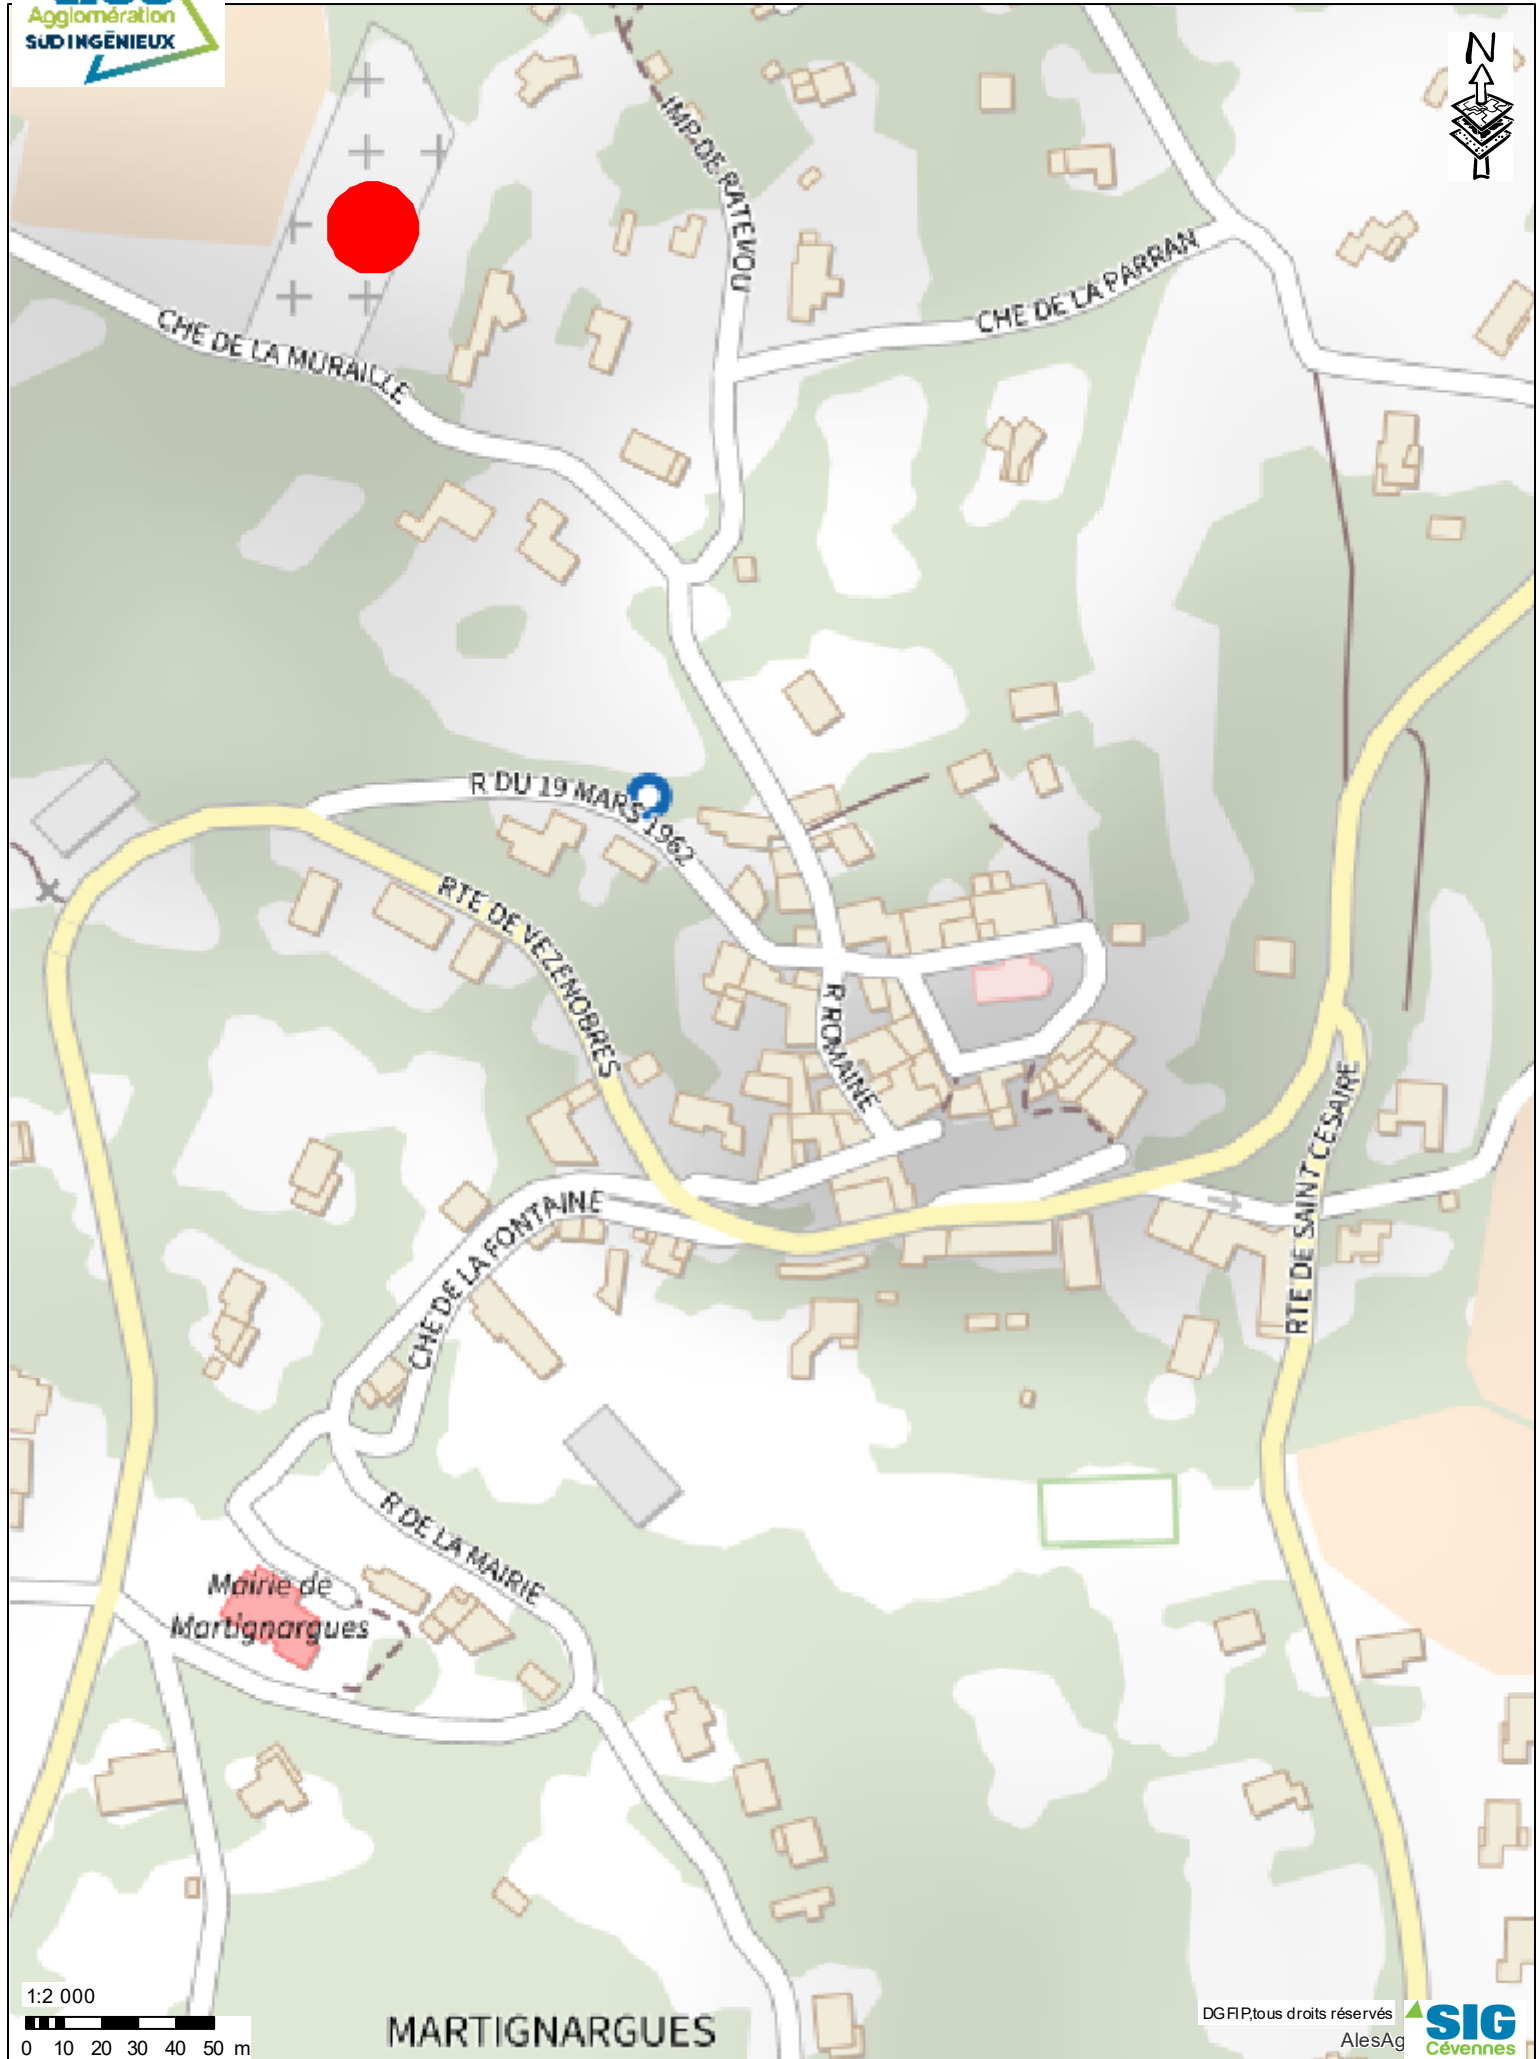 Agglomération
SUD INGÉNIEUX
N
IMP DE RATEVOU
CHE DE LA PARRAN
CHE DE LA MURAILLE
R DU 19 MARS 1962
RTE DE VEZENOBRES
R ROMAINE
RTE DE SAINT CESAIRE
CHE DE LA FONTAINE
R DE LA MAIRIE
Mairie de
Martignargues
1:2 000
0 10 20 30 40 50 m
MARTIGNARGUES
DGFIP,tous droits réservés
AlesAg
SIG
Cévennes